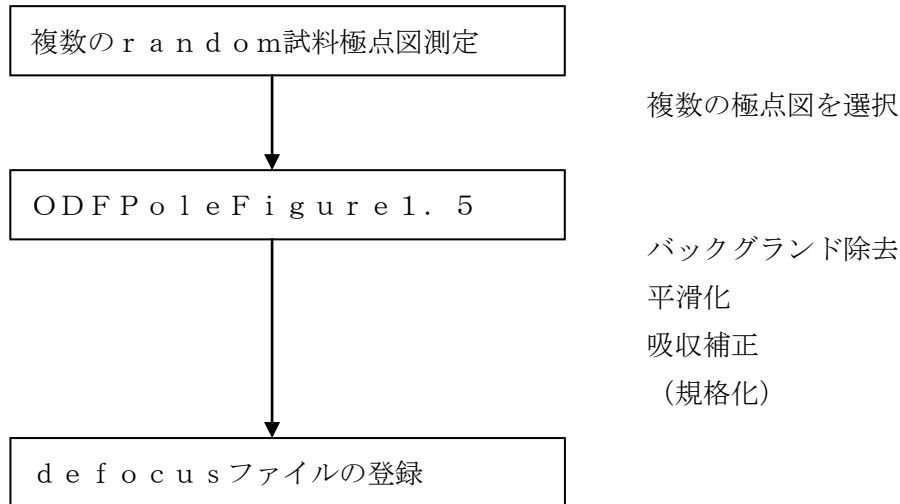 複数のｒａｎｄｏｍ試料極点図測定
複数の極点図を選択
ＯＤＦＰｏｌｅＦｉｇｕｒｅ１．５
バックグランド除去
平滑化
吸収補正
（規格化）
ｄｅｆｏｃｕｓファイルの登録